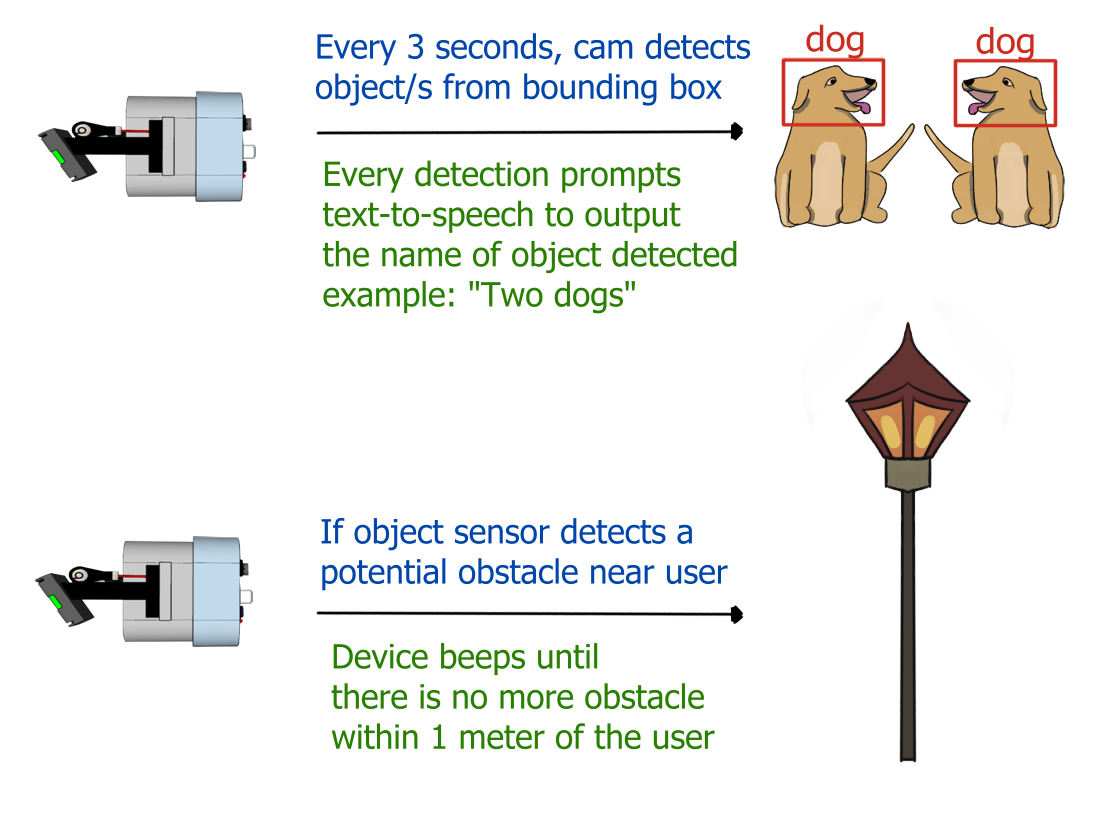 Every 3 seconds, cam detects
object/s from bounding box
dog
dog
Every detection prompts
text-to-speech to output
the name of object detected
example: "Two dogs"
If object sensor detects a
potential obstacle near user
Device beeps until
there is no more obstacle
within 1 meter of the user